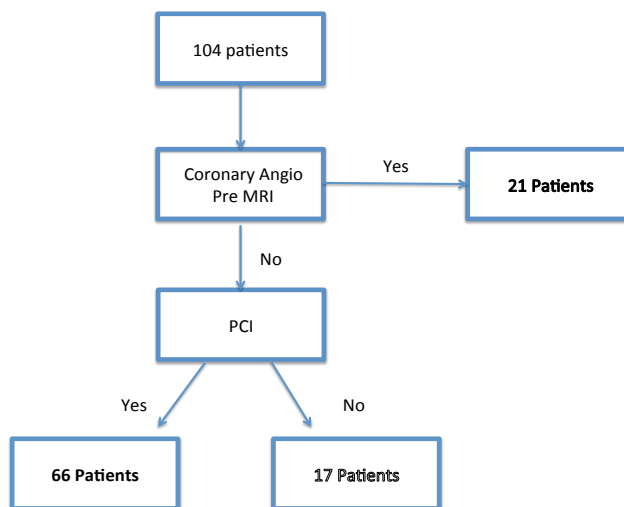 104 patients
Coronary Angio
Pre MRI
Yes
21 Patients
No
PCI
Yes
No
66 Patients
17 Patients